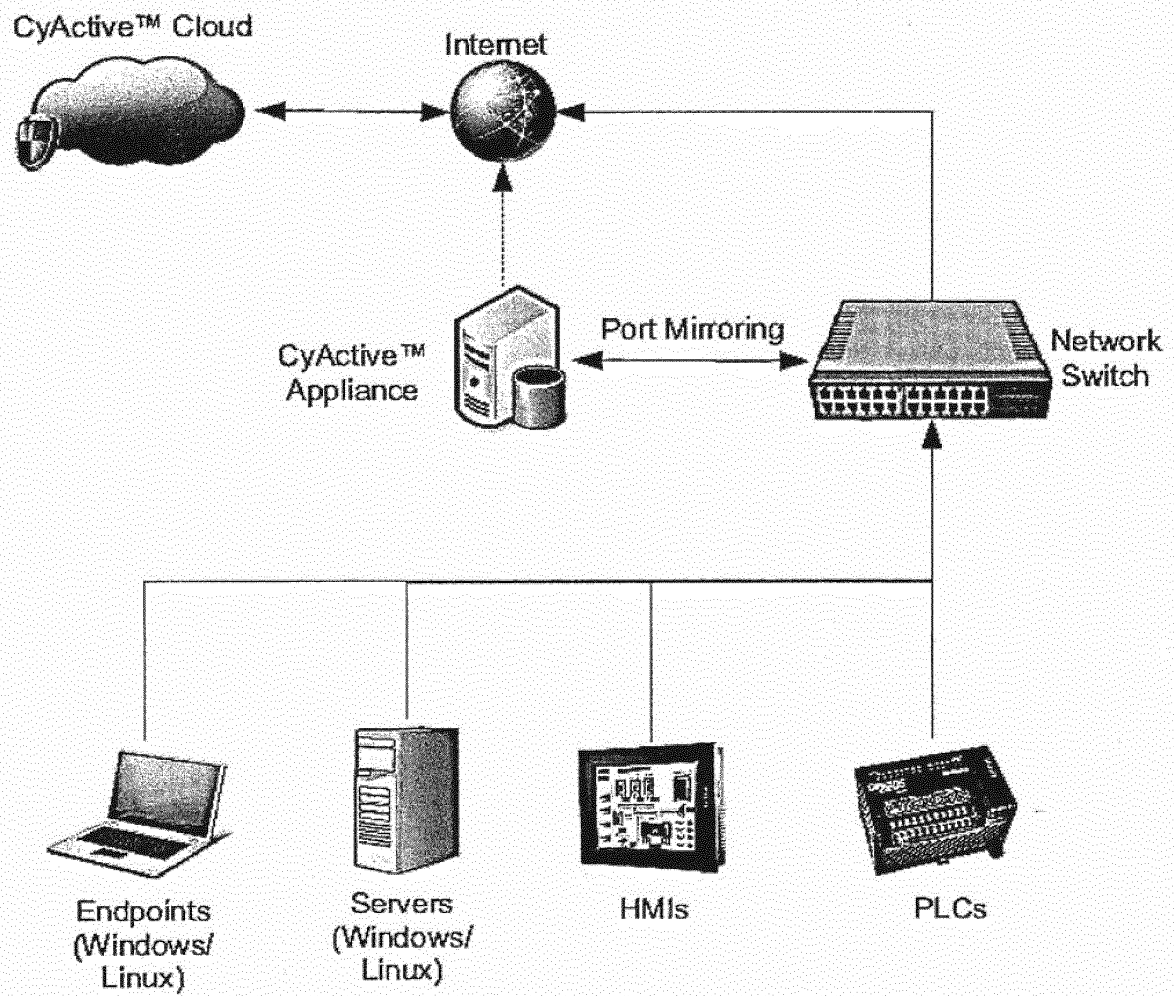 CyActive™ Cloud
Internet
Port Mirroring
CyActive™
Appliance
Network
Switch
Endpoints
(Windows/
Linux)
Servers
(Windows/
Linux)
HMIs
PLCs